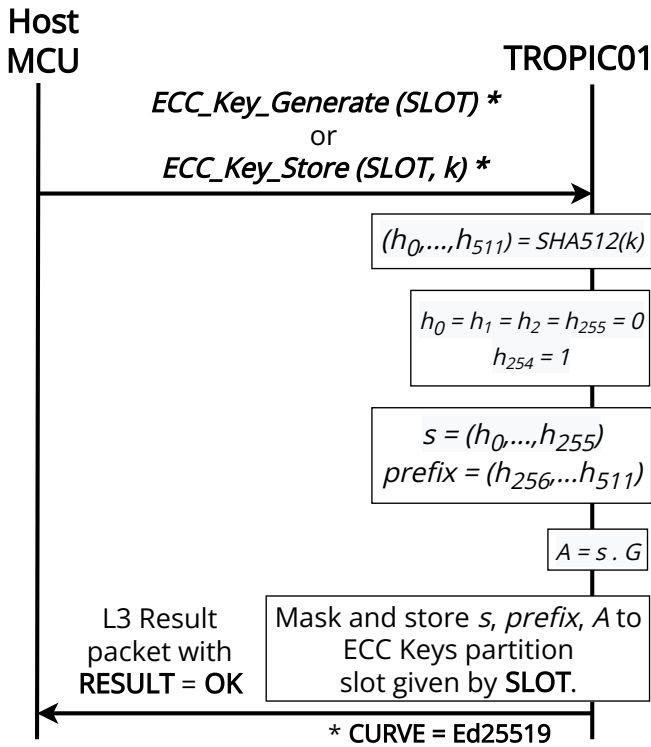 Host
MCU
TROPIC01
ECC_Key_Generate (SLOT) *
or
ECC_Key_Store (SLOT, k) *
(h0,...,h511) = SHA512(k)
h0 = h1 = h2 = h255 = 0
h254 = 1
s = (h0,...,h255)
prefix = (h256,...h511)
A = s . G
Mask and store s, prefix, A to
ECC Keys partition
slot given by SLOT.
L3 Result
packet with
RESULT = OK
* CURVE = Ed25519